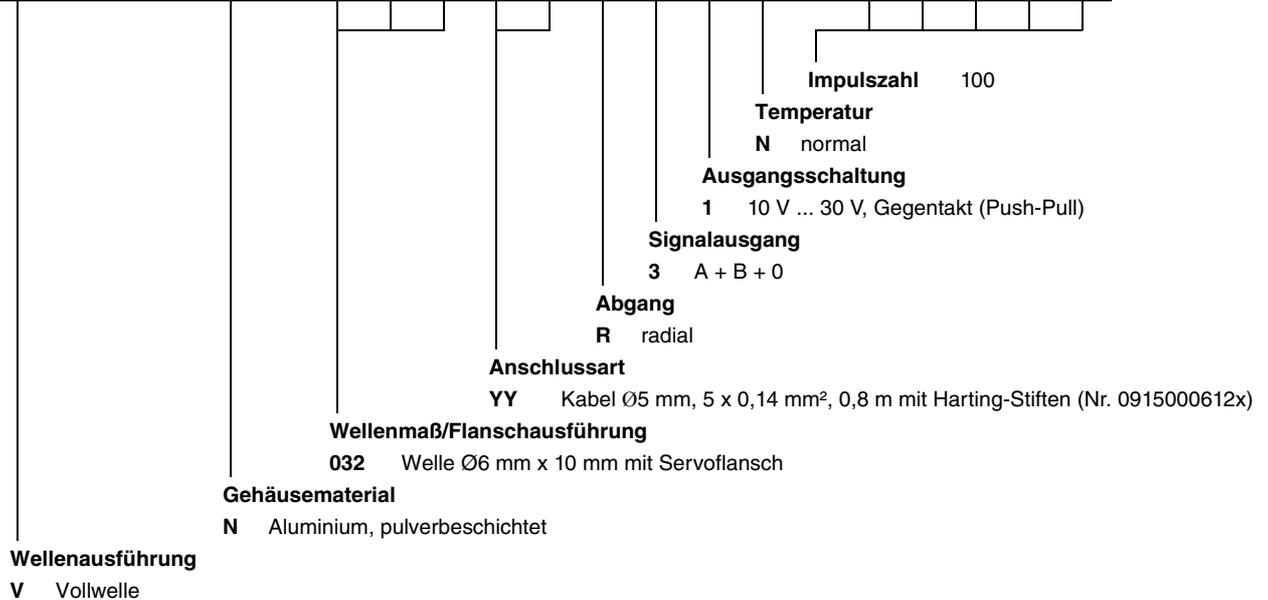 Impulszahl 100
Temperatur
N normal
Ausgangsschaltung
1 10 V ... 30 V, Gegentakt (Push-Pull)
Signalausgang
3 A + B + 0
Abgang
R radial
Anschlussart
YY Kabel Ø5 mm, 5 x 0,14 mm², 0,8 m mit Harting-Stiften (Nr. 0915000612x)
Wellenmaß/Flanschausführung
032 Welle Ø6 mm x 10 mm mit Servoflansch
Gehäusematerial
N Aluminium, pulverbeschichtet
Wellenausführung
V Vollwelle